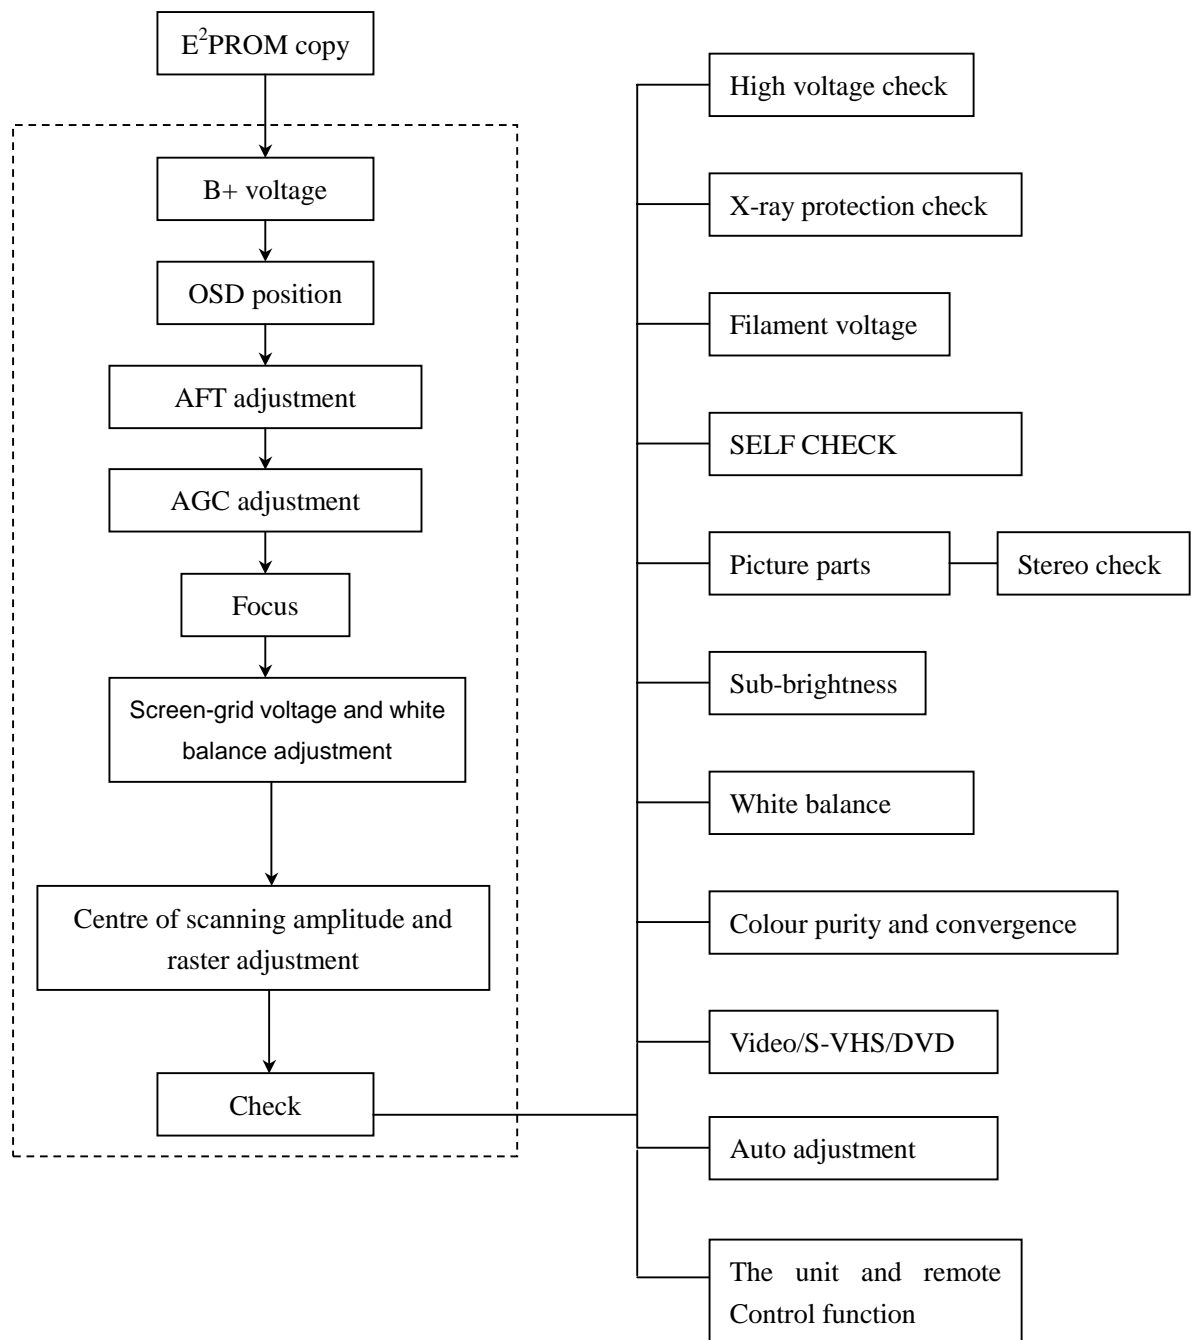 E²PROM copy
B+ voltage
OSD position
AFT adjustment
AGC adjustment
Focus
Screen-grid voltage and white
balance adjustment
Centre of scanning amplitude and
raster adjustment
Check
High voltage check
X-ray protection check
Filament voltage
SELF CHECK
Picture parts
Stereo check
Sub-brightness
White balance
Colour purity and convergence
Video/S-VHS/DVD
Auto adjustment
The unit and remote
Control function